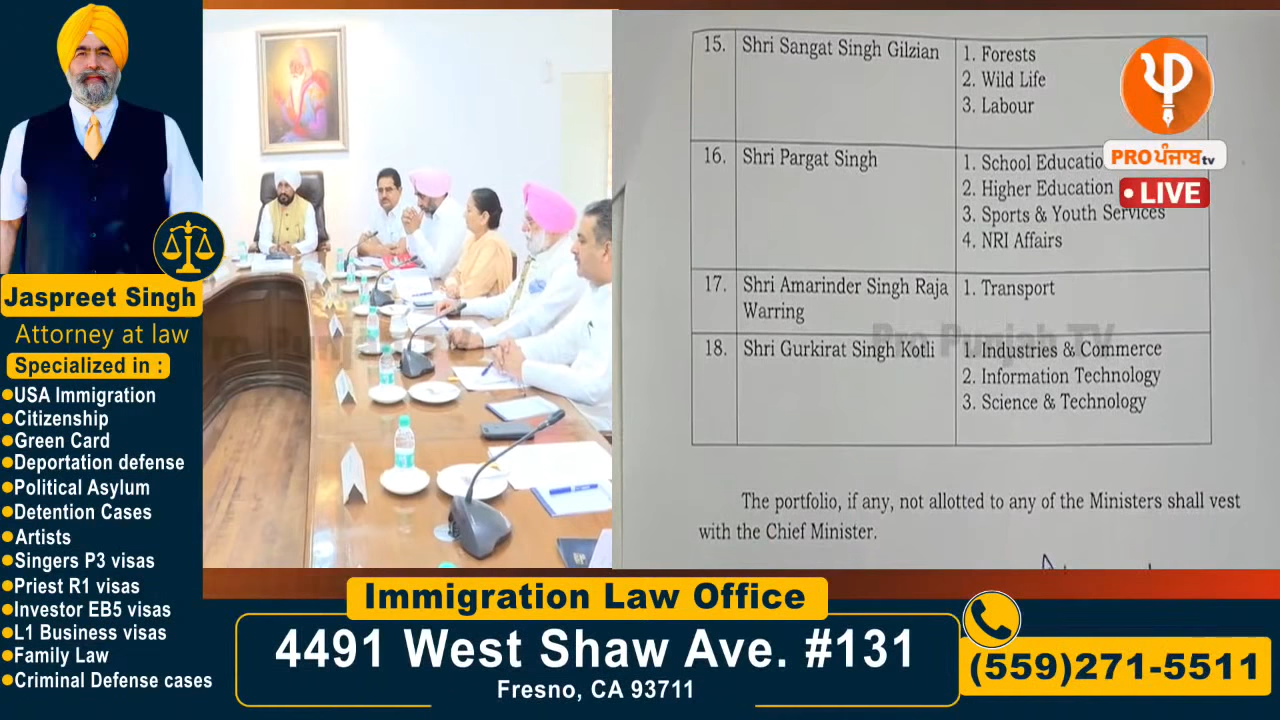 Jaspreet Singh
Attorney at law
Specialized in :
USA Immigration
Citizenship
Green Card
Deportation defense
Political Asylum
Detention Cases
Artists
Singers P3 visas
Priest R1 visas
Investor EB5 visas
L1 Business visas
Family Law
Criminal Defense cases
Pro Punjab TV
15. Shri Sangat Singh Gilzian
1. Forests
2. Wild Life
3. Labour
16. Shri Pargat Singh
1. School Educatio
2. Higher Education
3. Sports & Youth Services
4. NRI Affairs
17. Shri Amarinder Singh Raja
Warring
1. Transport
18. Shri Gurkirat Singh Kotli
1. Industries & Commerce
2. Information Technology
3. Science & Technology
The portfolio, if any, not allotted to any of the Ministers shall vest
with the Chief Minister.
Pro Punjab TV
PRO ਪੰਜਾਬ tv
• LIVE
Immigration Law Office
4491 West Shaw Ave. #131
Fresno, CA 93711
(559)271-5511